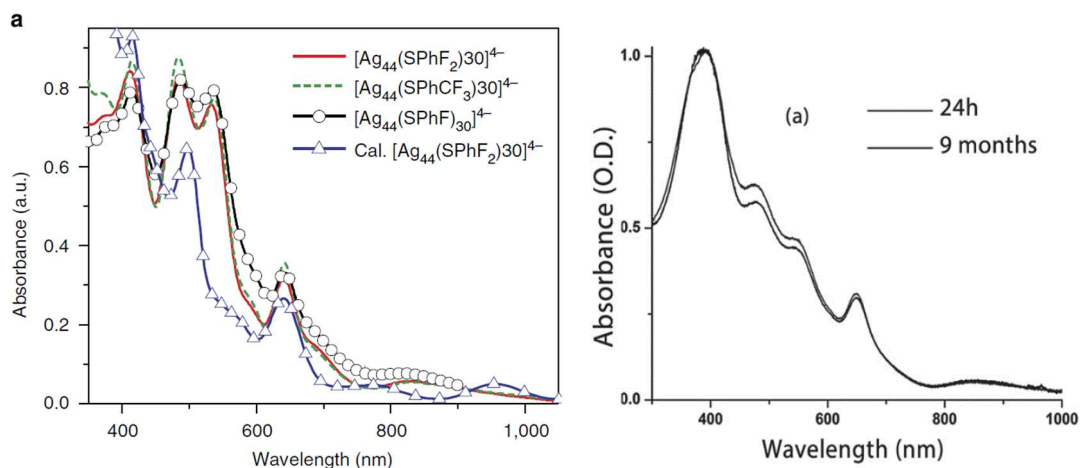 a
[Ag44(SPhF2)30]4–
[Ag44(SPhCF3)30]4–
[Ag44(SPhF)30]4–
Cal. [Ag44(SPhF2)30]4–
0.8
0.6
0.4
0.2
0.0
Absorbance (a.u.)
400
600
800
1,000
Wavelength (nm)
(a)
24h
9 months
1.0
0.5
0.0
Absorbance (O.D.)
400
600
800
1000
Wavelength (nm)